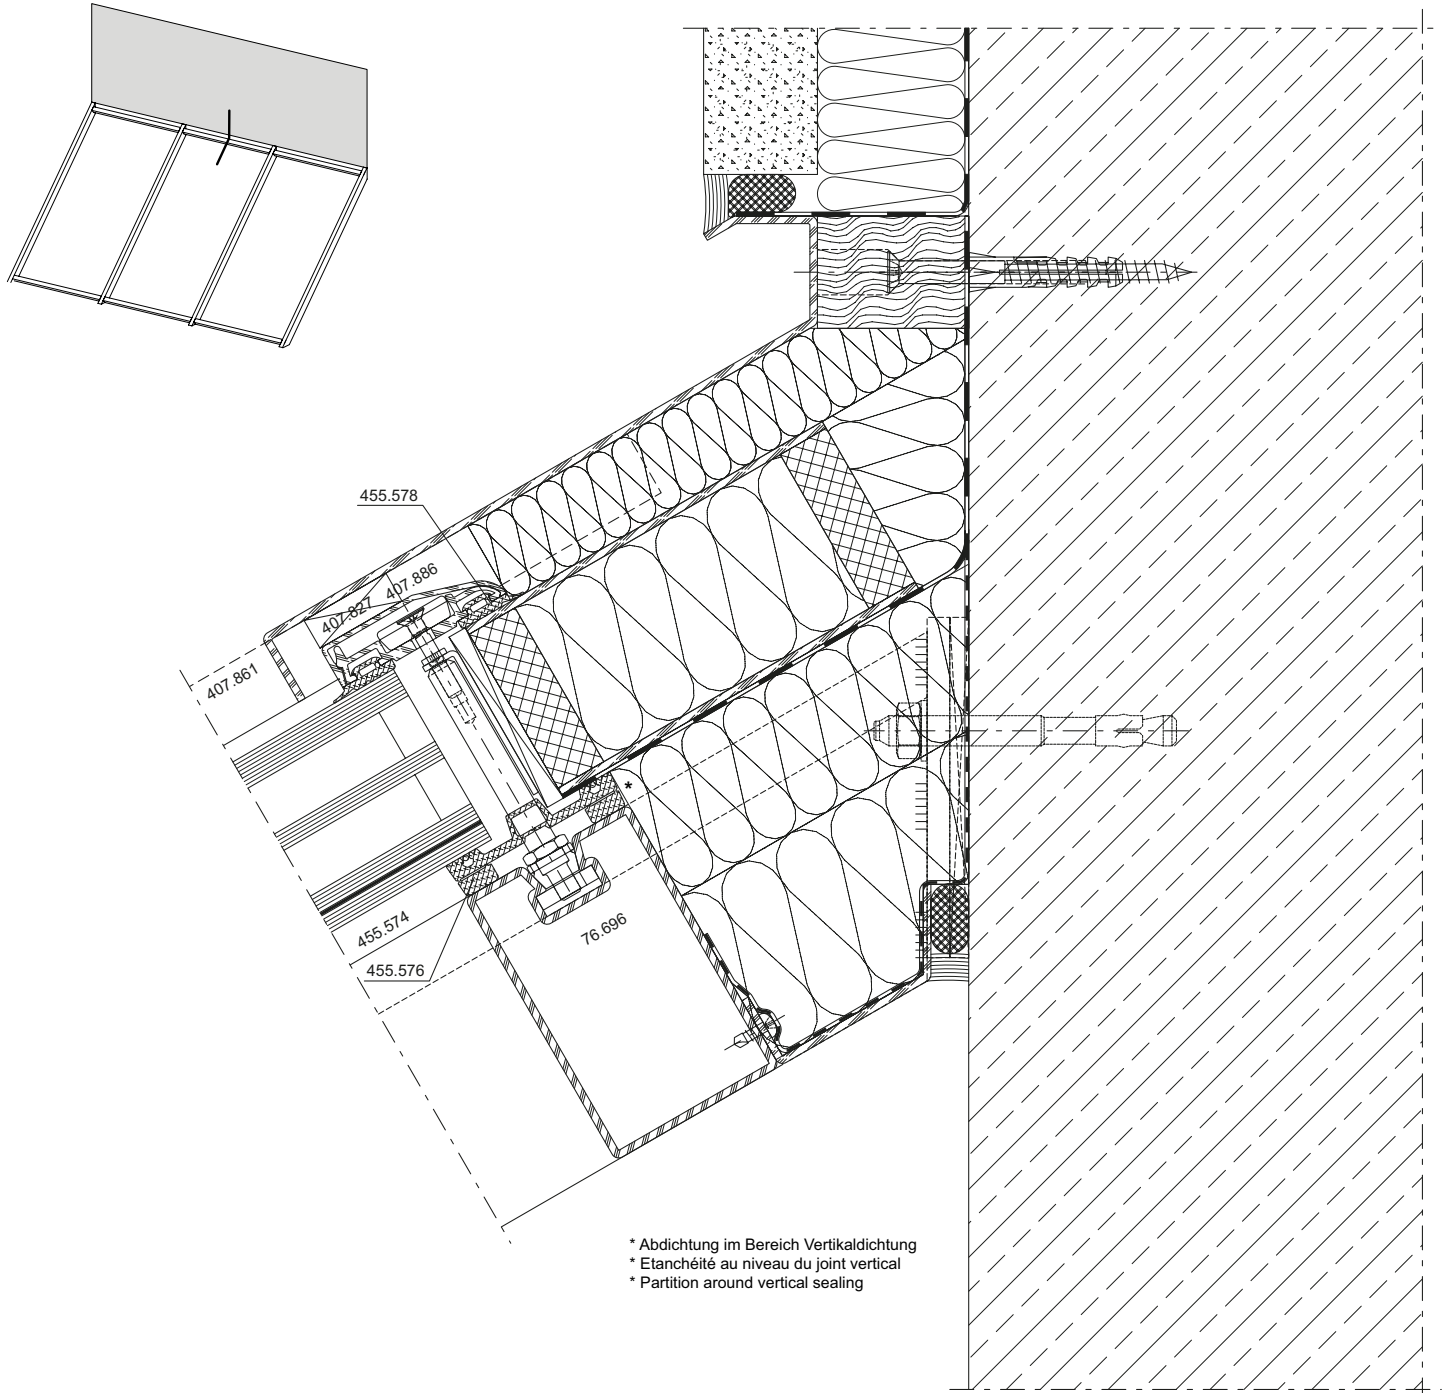 455.578
407.886
407.827
407.861
*
455.574
76.696
455.576
* Abdichtung im Bereich Vertikaldichtung
* Etanchéité au niveau du joint vertical
* Partition around vertical sealing